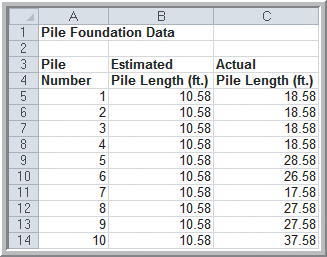 A B C
1 Pile Foundation Data
2
3 Pile Estimated Actual
4 Number Pile Length (ft.) Pile Length (ft.)
5 1 10.58 18.58
6 2 10.58 18.58
7 3 10.58 18.58
8 4 10.58 18.58
9 5 10.58 28.58
10 6 10.58 26.58
11 7 10.58 17.58
12 8 10.58 27.58
13 9 10.58 27.58
14 10 10.58 37.58